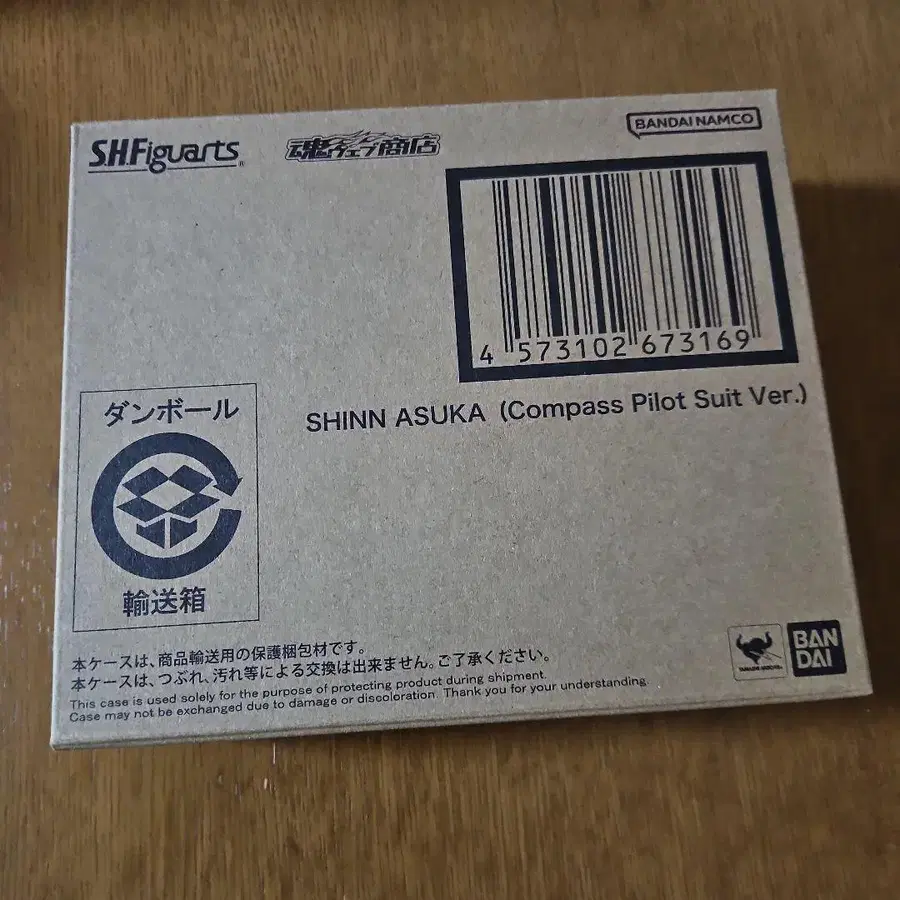 S.H.Figuarts
魂ウェブ商店
BANDAI NAMCO
4 573102 673169
SHINN ASUKA (Compass Pilot Suit Ver.)
ダンボール
輸送箱
本ケースは、商品輸送用の保護梱包材です。
本ケースは、つぶれ、汚れ等による交換は出来ません。ご了承ください。
This case is used solely for the purpose of protecting product during shipment.
Case may not be exchanged due to damage or discoloration. Thank you for your understanding.
TAMASHII NATIONS
BAN
DAI